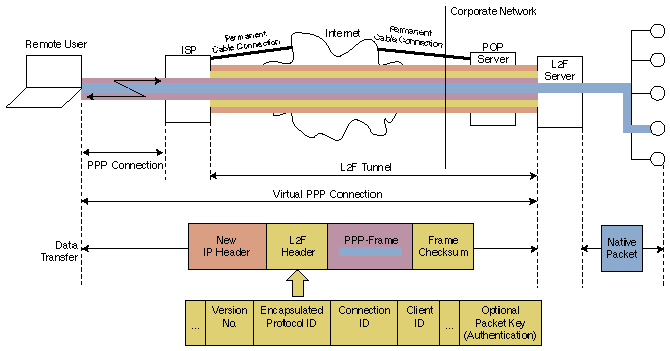 Corporate Network
Remote User
ISP
Permanent
Cable Connection
Internet
Permanent
Cable Connection
POP
Server
L2F
Server
PPP Connection
L2F Tunnel
Virtual PPP Connection
Data
Transfer
New
IP Header
L2F
Header
PPP-Frame
Frame
Checksum
Native
Packet
...
Version
No.
Encapsulated
Protocol ID
Connection
ID
Client
ID
...
Optional
Packet Key
(Authentication)